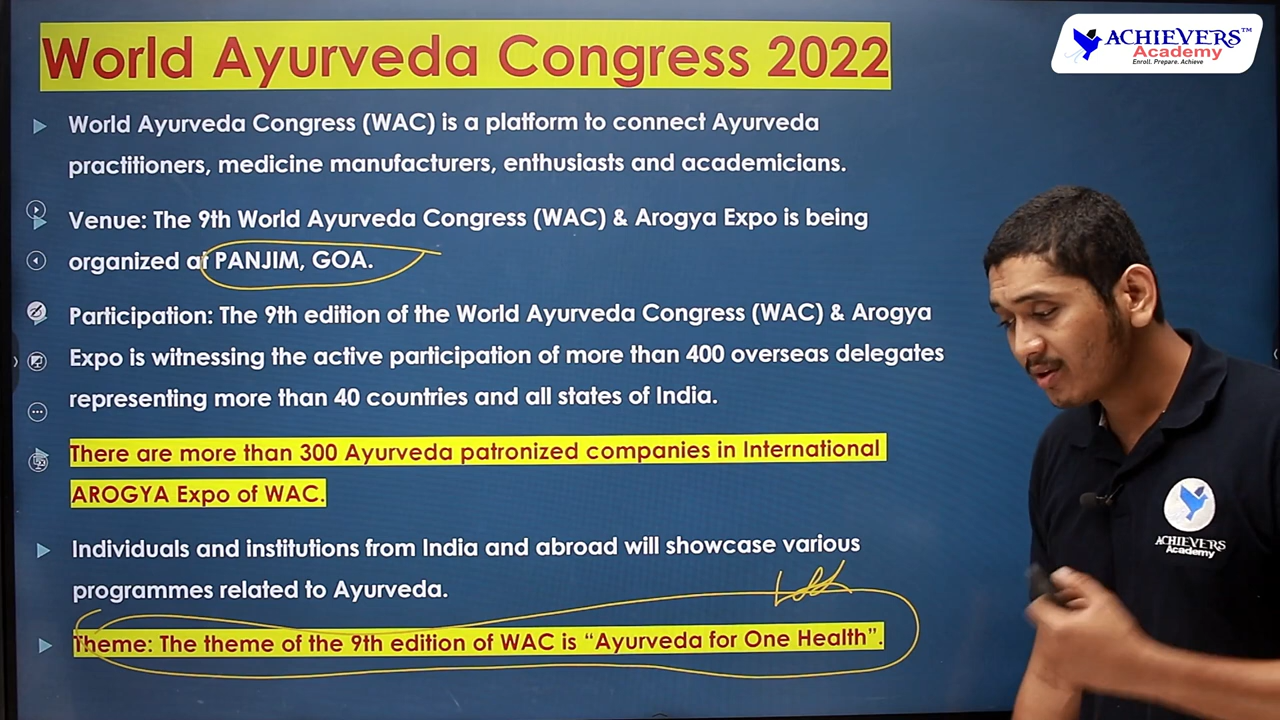 World Ayurveda Congress 2022
ACHIEVERS™
Academy
Enroll. Prepare. Achieve
World Ayurveda Congress (WAC) is a platform to connect Ayurveda
practitioners, medicine manufacturers, enthusiasts and academicians.
Venue: The 9th World Ayurveda Congress (WAC) & Arogya Expo is being
organized at PANJIM, GOA.
Participation: The 9th edition of the World Ayurveda Congress (WAC) & Arogya
Expo is witnessing the active participation of more than 400 overseas delegates
representing more than 40 countries and all states of India.
There are more than 300 Ayurveda patronized companies in International
AROGYA Expo of WAC.
Individuals and institutions from India and abroad will showcase various
programmes related to Ayurveda.
Theme: The theme of the 9th edition of WAC is “Ayurveda for One Health”.
ACHIEVERS
Academy